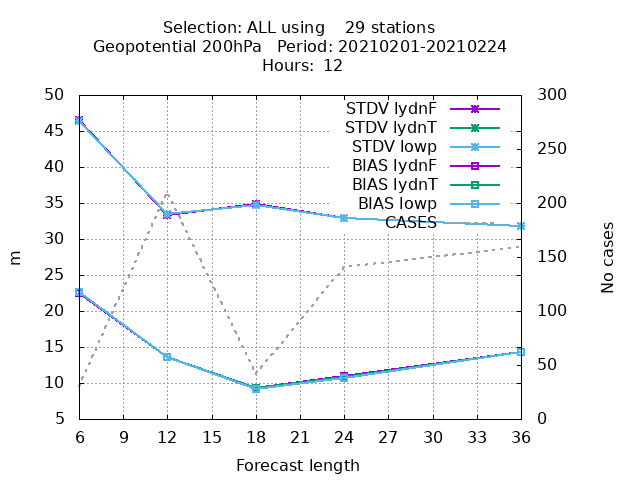 Selection: ALL using    29 stations
Geopotential 200hPa   Period: 20210201-20210224
Hours:  12
STDV lydnF
STDV lydnT
STDV lowp
BIAS lydnF
BIAS lydnT
BIAS lowp
CASES
50
45
40
35
30
25
20
15
10
5
m
300
250
200
150
100
50
0
No cases
6 9 12 15 18 21 24 27 30 33 36
Forecast length